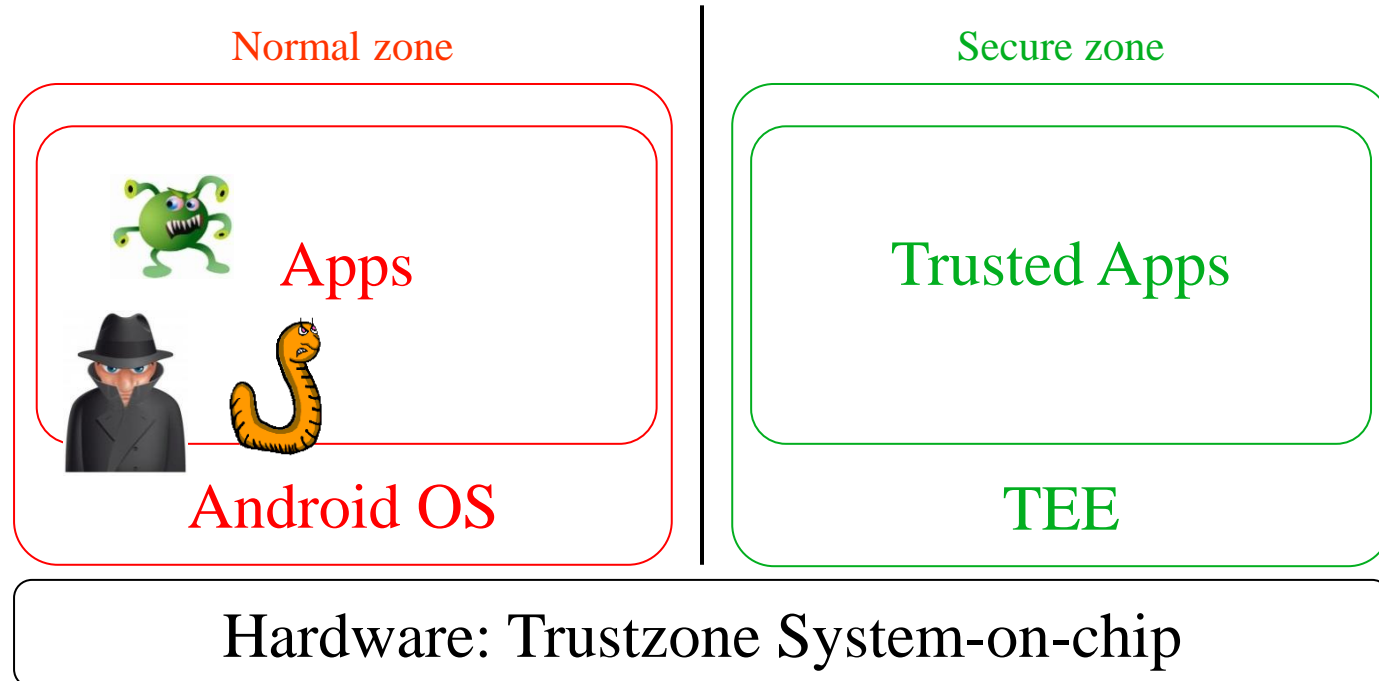 Normal zone
Secure zone
Apps
Trusted Apps
Android OS
TEE
Hardware: Trustzone System-on-chip